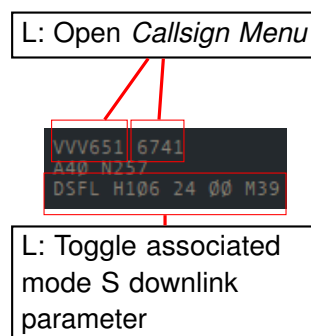 L: Open Callsign Menu
VVV651 6741
A40 N257
DSFL H106 24 00 M39
L: Toggle associated
mode S downlink
parameter